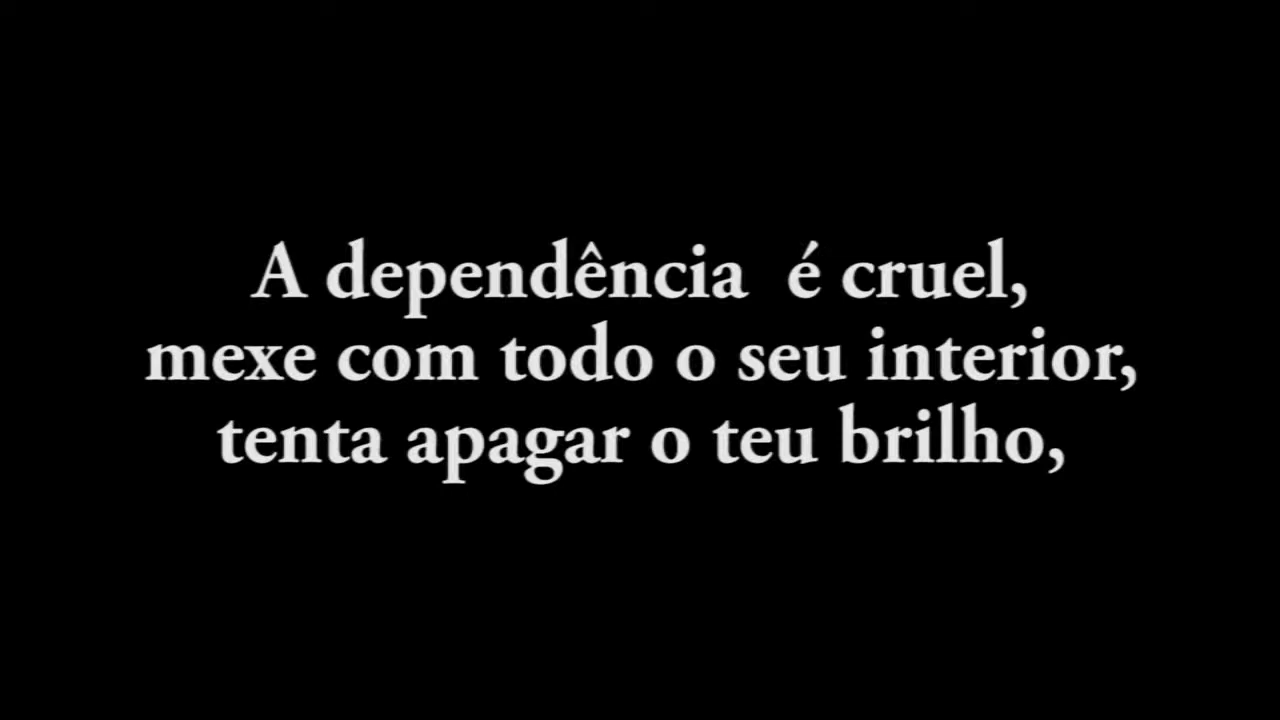 A dependência  é cruel,
mexe com todo o seu interior,
tenta apagar o teu brilho,